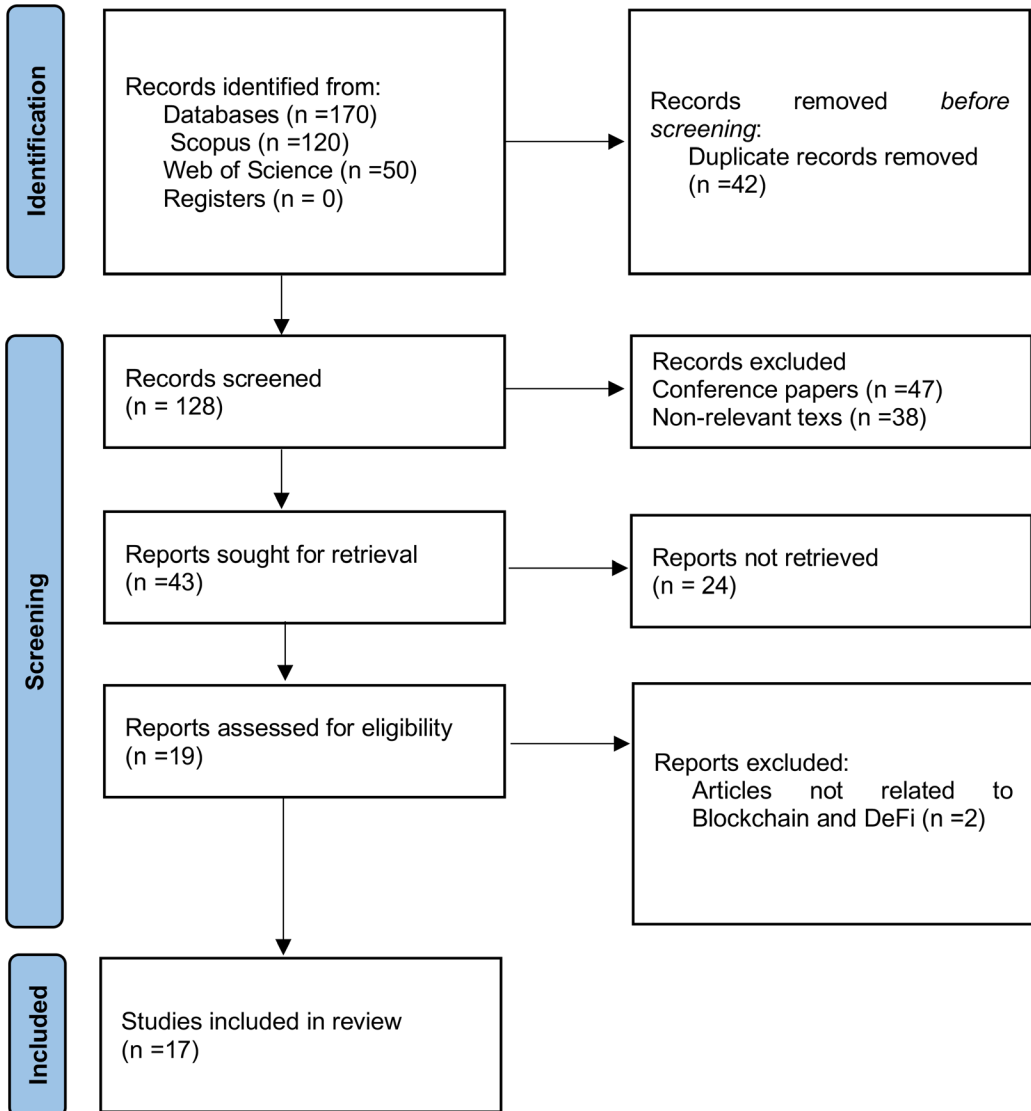 Identification
Records identified from:
Databases (n =170)
Scopus (n =120)
Web of Science (n =50)
Registers (n = 0)
Records removed before
screening:
Duplicate records removed
(n =42)
Screening
Records screened
(n = 128)
Records excluded
Conference papers (n =47)
Non-relevant texs (n =38)
Reports sought for retrieval
(n =43)
Reports not retrieved
(n = 24)
Reports assessed for eligibility
(n =19)
Reports excluded:
Articles not related to
Blockchain and DeFi (n =2)
Included
Studies included in review
(n =17)